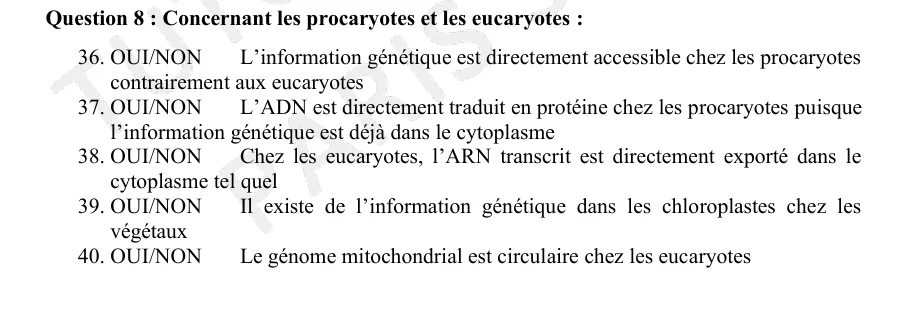 Question 8 : Concernant les procaryotes et les eucaryotes :
36. OUI/NON L’information génétique est directement accessible chez les procaryotes
contrairement aux eucaryotes
37. OUI/NON L’ADN est directement traduit en protéine chez les procaryotes puisque
l’information génétique est déjà dans le cytoplasme
38. OUI/NON Chez les eucaryotes, l’ARN transcrit est directement exporté dans le
cytoplasme tel quel
39. OUI/NON Il existe de l’information génétique dans les chloroplastes chez les
végétaux
40. OUI/NON Le génome mitochondrial est circulaire chez les eucaryotes